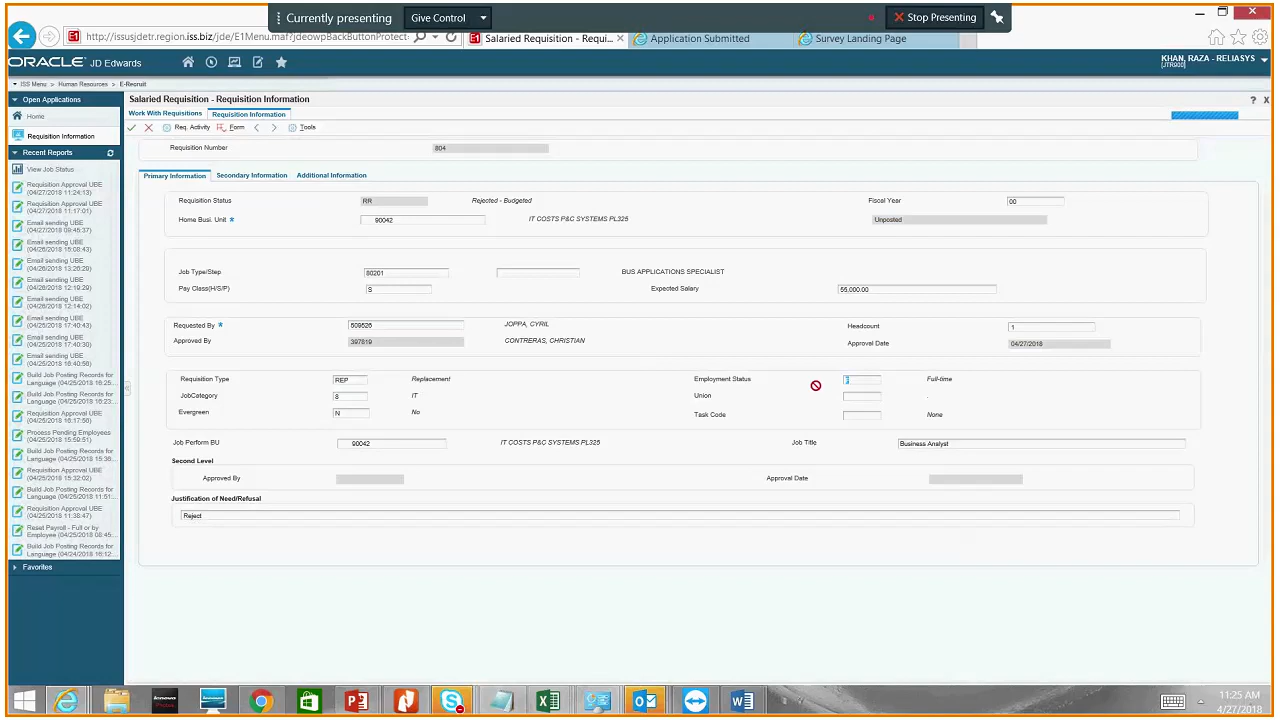 Currently presenting
Give Control
Stop Presenting
http://issusjdetr.region.iss.biz/jde/E1Menu.maf?jdeowpBackButtonProtect
Salaried Requisition - Requi...
Application Submitted
Survey Landing Page
ORACLE JD Edwards
KHAN, RAZA - RELIASYS
[JTR900]
ISS Menu > Human Resources > E-Recruit
Open Applications
Home
Requisition Information
Recent Reports
View Job Status
Requisition Approval UBE
(04/27/2018 11:24:13)
Requisition Approval UBE
(04/27/2018 11:17:01)
Email sending UBE
(04/27/2018 09:45:37)
Email sending UBE
(04/26/2018 15:08:43)
Email sending UBE
(04/26/2018 13:26:29)
Email sending UBE
(04/26/2018 12:19:29)
Email sending UBE
(04/26/2018 12:14:02)
Email sending UBE
(04/25/2018 17:40:43)
Email sending UBE
(04/25/2018 17:40:30)
Email sending UBE
(04/25/2018 16:40:56)
Build Job Posting Records for
Language (04/25/2018 16:25...
Build Job Posting Records for
Language (04/25/2018 16:23...
Requisition Approval UBE
(04/25/2018 16:17:56)
Process Pending Employees
(04/25/2018 15:59:51)
Build Job Posting Records for
Language (04/25/2018 15:36...
Requisition Approval UBE
(04/25/2018 15:32:02)
Build Job Posting Records for
Language (04/25/2018 11:51...
Requisition Approval UBE
(04/25/2018 11:38:47)
Reset Payroll - Full or by
Employee (04/25/2018 08:45...
Build Job Posting Records for
Language (04/24/2018 16:12...
Favorites
Salaried Requisition - Requisition Information
Work With Requisitions
Requisition Information
Req. Activity
Form
Tools
Requisition Number 804
Primary Information
Secondary Information
Additional Information
Requisition Status RR Rejected - Budgeted
Fiscal Year 00
Home Busi. Unit * 90042 IT COSTS P&C SYSTEMS PL325
Unposted
Job Type/Step 80201 BUS APPLICATIONS SPECIALIST
Pay Class(H/S/P) S
Expected Salary 55,000.00
Requested By * 509526 JOPPA, CYRIL
Headcount 1
Approved By 397819 CONTRERAS, CHRISTIAN
Approval Date 04/27/2018
Requisition Type REP Replacement
Employment Status Full-time
JobCategory 8 IT
Union .
Evergreen N No
Task Code None
Job Perform BU 90042 IT COSTS P&C SYSTEMS PL325
Job Title Business Analyst
Second Level
Approved By
Approval Date
Justification of Need/Refusal
Reject
11:25 AM
4/27/2018